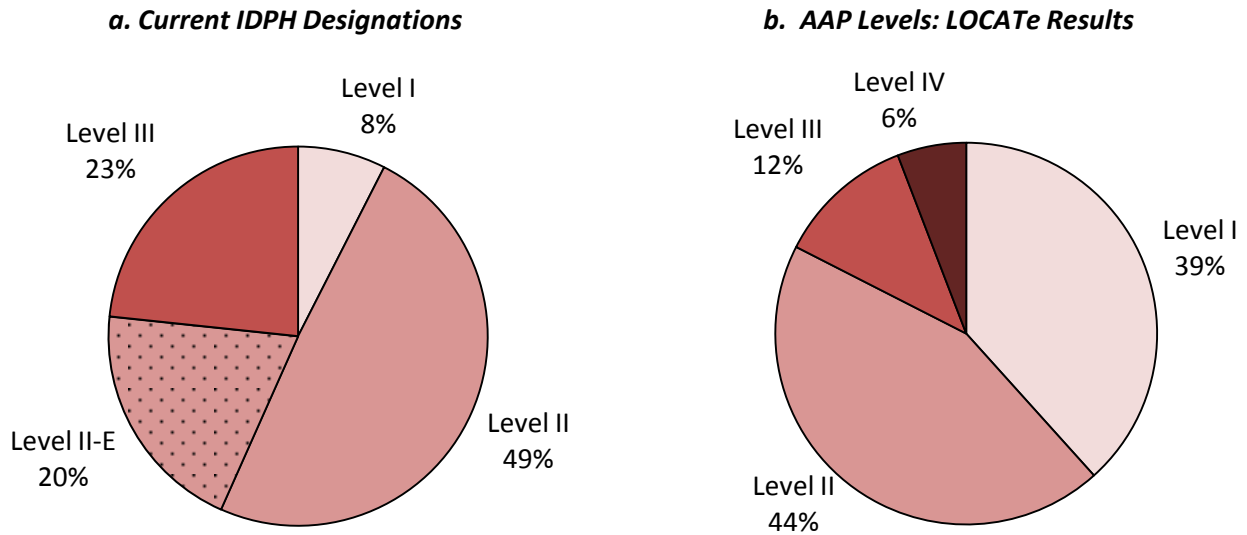 a. Current IDPH Designations
Level I
8%
Level III
23%
Level II
49%
Level II-E
20%
b. AAP Levels: LOCATe Results
Level IV
6%
Level III
12%
Level I
39%
Level II
44%